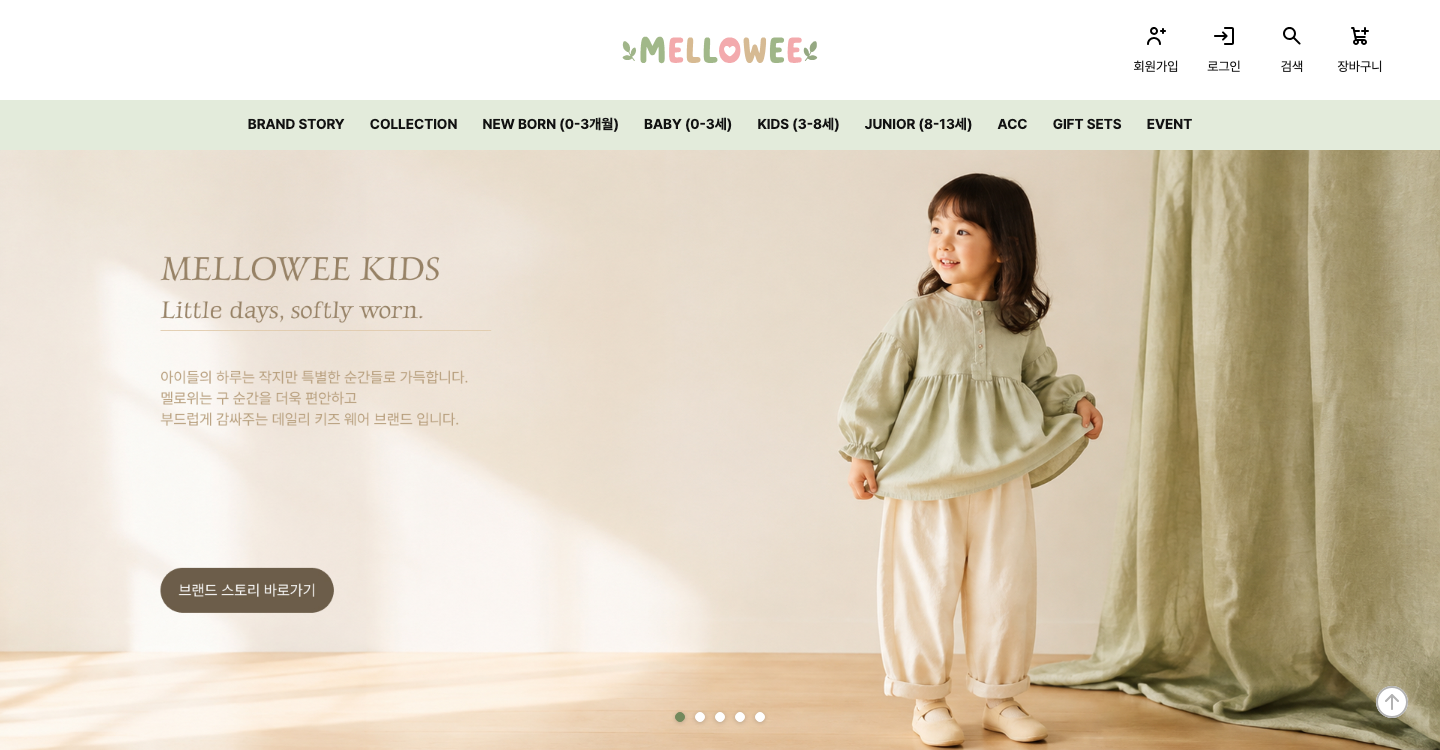 MELLOWEE
회원가입
로그인
검색
장바구니
BRAND STORY COLLECTION NEW BORN (0-3개월) BABY (0-3세) KIDS (3-8세) JUNIOR (8-13세) ACC GIFT SETS EVENT
MELLOWEE KIDS
Little days, softly worn.
아이들의 하루는 작지만 특별한 순간들로 가득합니다.
멜로위는 구 순간을 더욱 편안하고
부드럽게 감싸주는 데일리 키즈 웨어 브랜드 입니다.
브랜드 스토리 바로가기